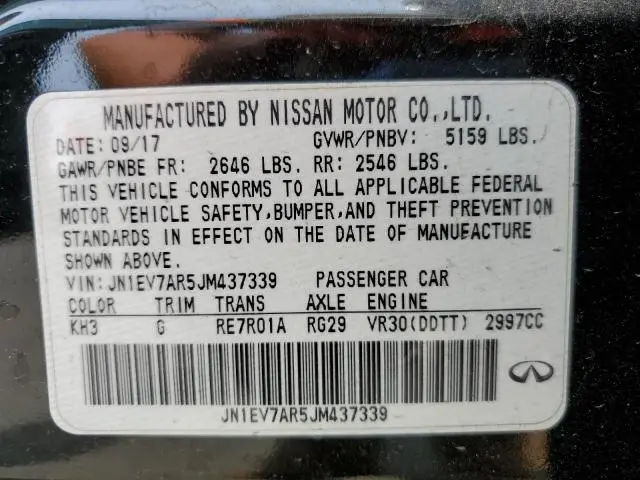 MANUFACTURED BY NISSAN MOTOR CO.,LTD.
DATE: 09/17 GVWR/PNBV: 5159 LBS.
GAWR/PNBE FR: 2646 LBS. RR: 2546 LBS.
THIS VEHICLE CONFORMS TO ALL APPLICABLE FEDERAL
MOTOR VEHICLE SAFETY,BUMPER,AND THEFT PREVENTION
STANDARDS IN EFFECT ON THE DATE OF MANUFACTURE
SHOWN ABOVE.
VIN:JN1EV7AR5JM437339 PASSENGER CAR
COLOR TRIM TRANS AXLE ENGINE
KH3 G RE7R01A RG29 VR30(DDTT) 2997CC
JN1EV7AR5JM437339